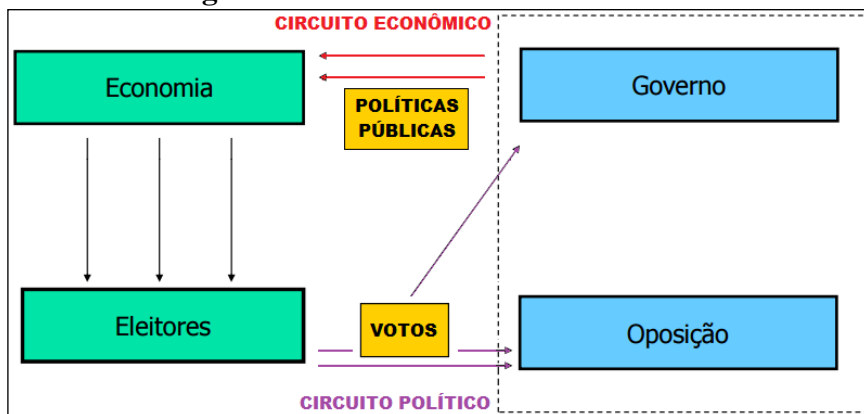 CIRCUITO ECONÔMICO
Economia
Governo
POLÍTICAS
PÚBLICAS
Eleitores
VOTOS
Oposição
CIRCUITO POLÍTICO